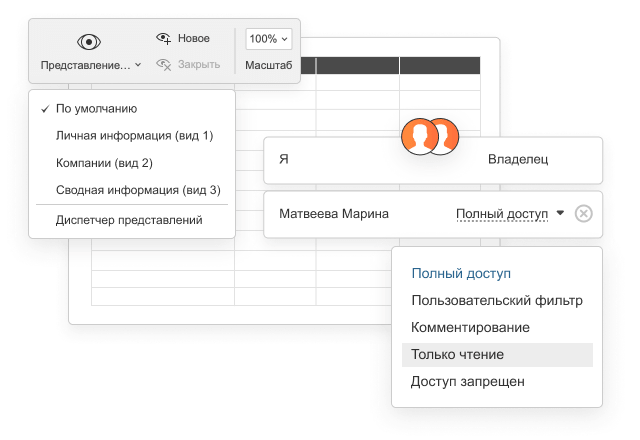 Представление...
Новое
Закрыть
100%
Масштаб
По умолчанию
Личная информация (вид 1)
Компании (вид 2)
Сводная информация (вид 3)
Диспетчер представлений
Я
Владелец
Матвеева Марина
Полный доступ
Полный доступ
Пользовательский фильтр
Комментирование
Только чтение
Доступ запрещен